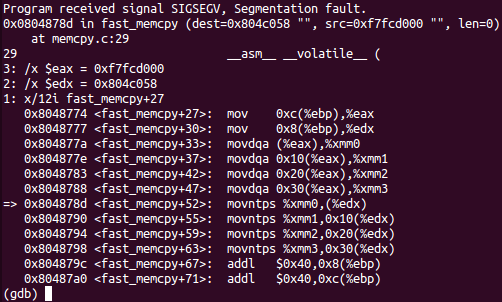 Program received signal SIGSEGV, Segmentation fault.
0x0804878d in fast_memcpy (dest=0x804c058 "", src=0xf7fcd000 "", len=0)
    at memcpy.c:29
29                              __asm__ __volatile__ (
3: /x $eax = 0xf7fcd000
2: /x $edx = 0x804c058
1: x/12i fast_memcpy+27
   0x8048774 <fast_memcpy+27>:  mov    0xc(%ebp),%eax
   0x8048777 <fast_memcpy+30>:  mov    0x8(%ebp),%edx
   0x804877a <fast_memcpy+33>:  movdqa (%eax),%xmm0
   0x804877e <fast_memcpy+37>:  movdqa 0x10(%eax),%xmm1
   0x8048783 <fast_memcpy+42>:  movdqa 0x20(%eax),%xmm2
   0x8048788 <fast_memcpy+47>:  movdqa 0x30(%eax),%xmm3
=> 0x804878d <fast_memcpy+52>:  movntps %xmm0,(%edx)
   0x8048790 <fast_memcpy+55>:  movntps %xmm1,0x10(%edx)
   0x8048794 <fast_memcpy+59>:  movntps %xmm2,0x20(%edx)
   0x8048798 <fast_memcpy+63>:  movntps %xmm3,0x30(%edx)
   0x804879c <fast_memcpy+67>:  addl   $0x40,0x8(%ebp)
   0x80487a0 <fast_memcpy+71>:  addl   $0x40,0xc(%ebp)
(gdb)